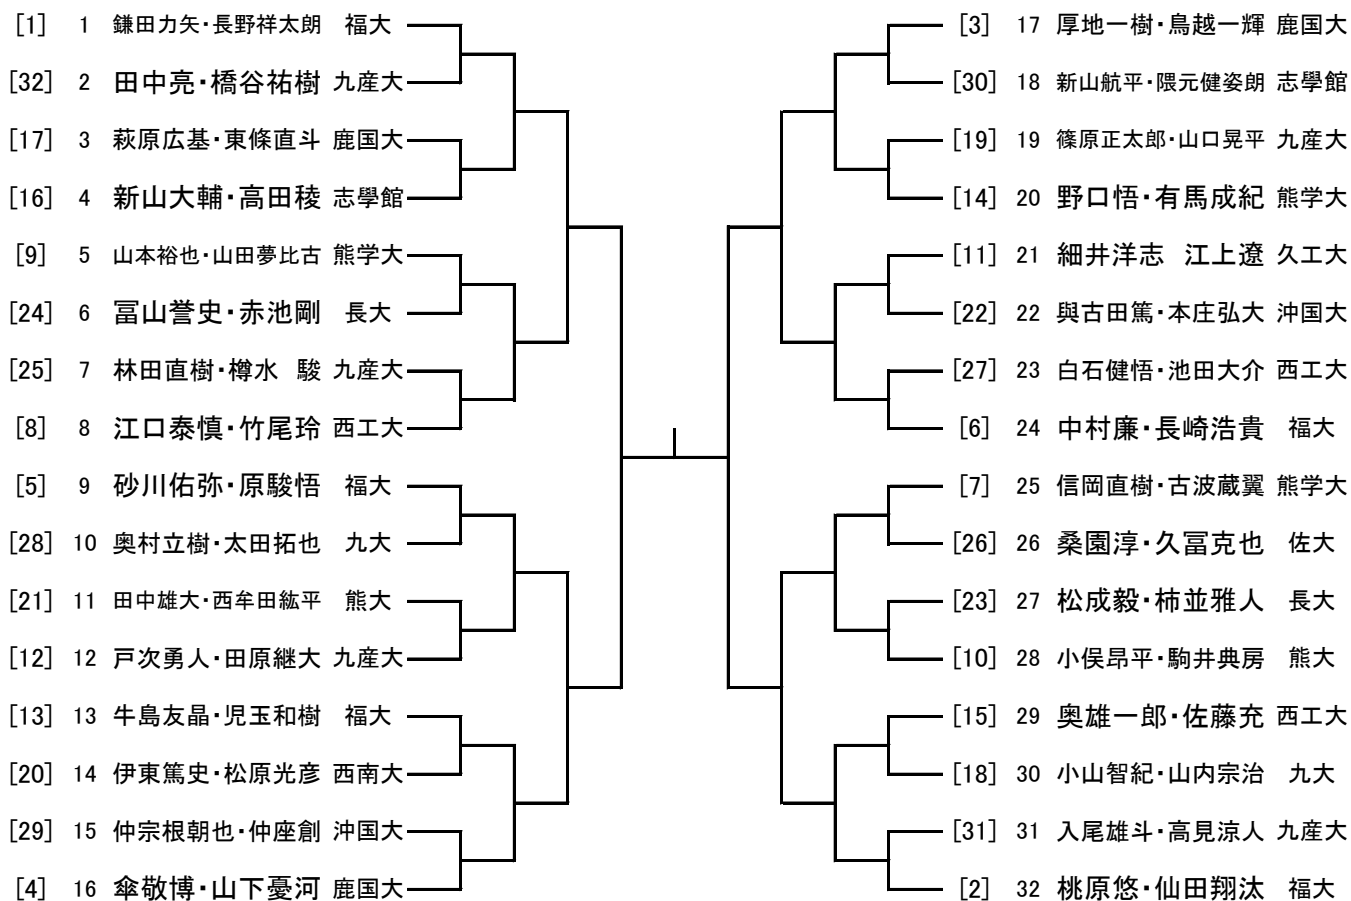 [1] 1 鎌田力矢・長野祥太朗 福大
[32] 2 田中亮・橋谷祐樹 九産大
[17] 3 萩原広基・東條直斗 鹿国大
[16] 4 新山大輔・高田稜 志學館
[9] 5 山本裕也・山田夢比古 熊学大
[24] 6 冨山誉史・赤池剛 長大
[25] 7 林田直樹・樽水 駿 九産大
[8] 8 江口泰慎・竹尾玲 西工大
[5] 9 砂川佑弥・原駿悟 福大
[28] 10 奥村立樹・太田拓也 九大
[21] 11 田中雄大・西牟田紘平 熊大
[12] 12 戸次勇人・田原継大 九産大
[13] 13 牛島友晶・児玉和樹 福大
[20] 14 伊東篤史・松原光彦 西南大
[29] 15 仲宗根朝也・仲座創 沖国大
[4] 16 傘敬博・山下憂河 鹿国大
[3] 17 厚地一樹・鳥越一輝 鹿国大
[30] 18 新山航平・隈元健姿朗 志學館
[19] 19 篠原正太郎・山口晃平 九産大
[14] 20 野口悟・有馬成紀 熊学大
[11] 21 細井洋志 江上遼 久工大
[22] 22 與古田篤・本庄弘大 沖国大
[27] 23 白石健悟・池田大介 西工大
[6] 24 中村廉・長崎浩貴 福大
[7] 25 信岡直樹・古波蔵翼 熊学大
[26] 26 桑園淳・久冨克也 佐大
[23] 27 松成毅・柿並雅人 長大
[10] 28 小俣昂平・駒井典房 熊大
[15] 29 奥雄一郎・佐藤充 西工大
[18] 30 小山智紀・山内宗治 九大
[31] 31 入尾雄斗・高見涼人 九産大
[2] 32 桃原悠・仙田翔汰 福大